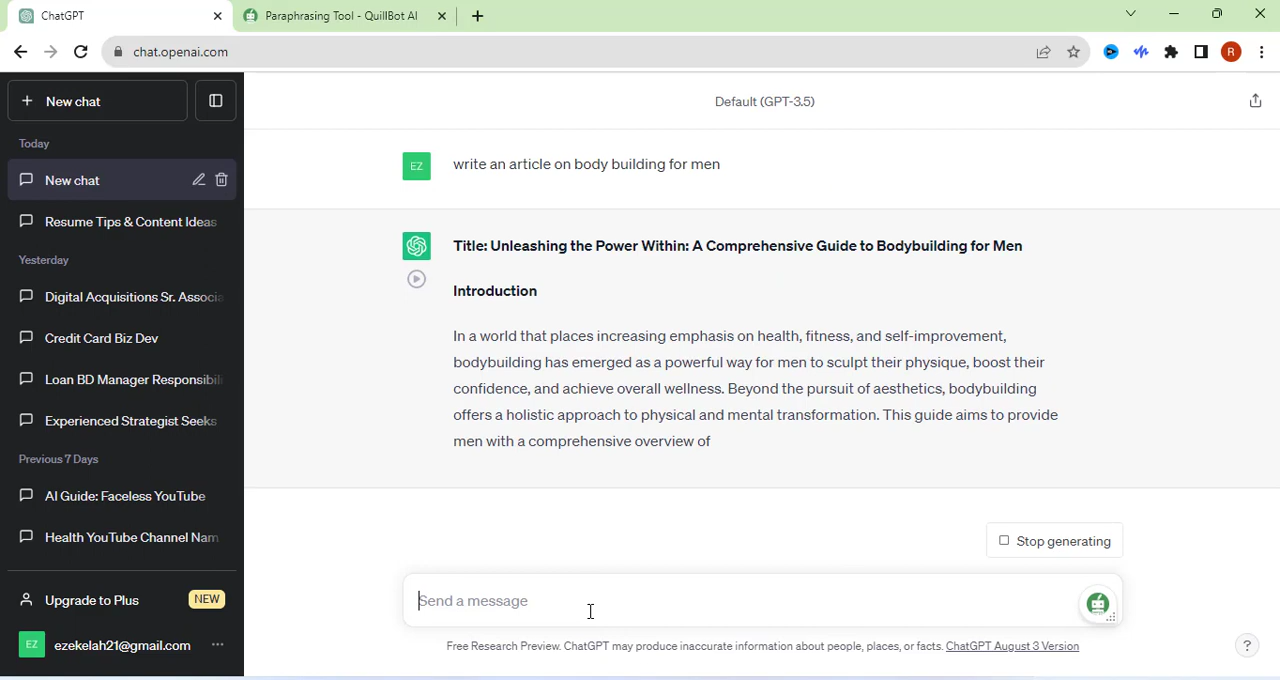 ChatGPT
Paraphrasing Tool - QuillBot AI
chat.openai.com
R
New chat
Today
New chat
Resume Tips & Content Ideas
Yesterday
Digital Acquisitions Sr. Associa
Credit Card Biz Dev
Loan BD Manager Responsibili
Experienced Strategist Seeks
Previous 7 Days
AI Guide: Faceless YouTube
Health YouTube Channel Nam
Upgrade to Plus NEW
EZ ezekelah21@gmail.com
Default (GPT-3.5)
EZ write an article on body building for men
Title: Unleashing the Power Within: A Comprehensive Guide to Bodybuilding for Men
Introduction
In a world that places increasing emphasis on health, fitness, and self-improvement,
bodybuilding has emerged as a powerful way for men to sculpt their physique, boost their
confidence, and achieve overall wellness. Beyond the pursuit of aesthetics, bodybuilding
offers a holistic approach to physical and mental transformation. This guide aims to provide
men with a comprehensive overview of
Stop generating
Send a message
Free Research Preview. ChatGPT may produce inaccurate information about people, places, or facts. ChatGPT August 3 Version
?